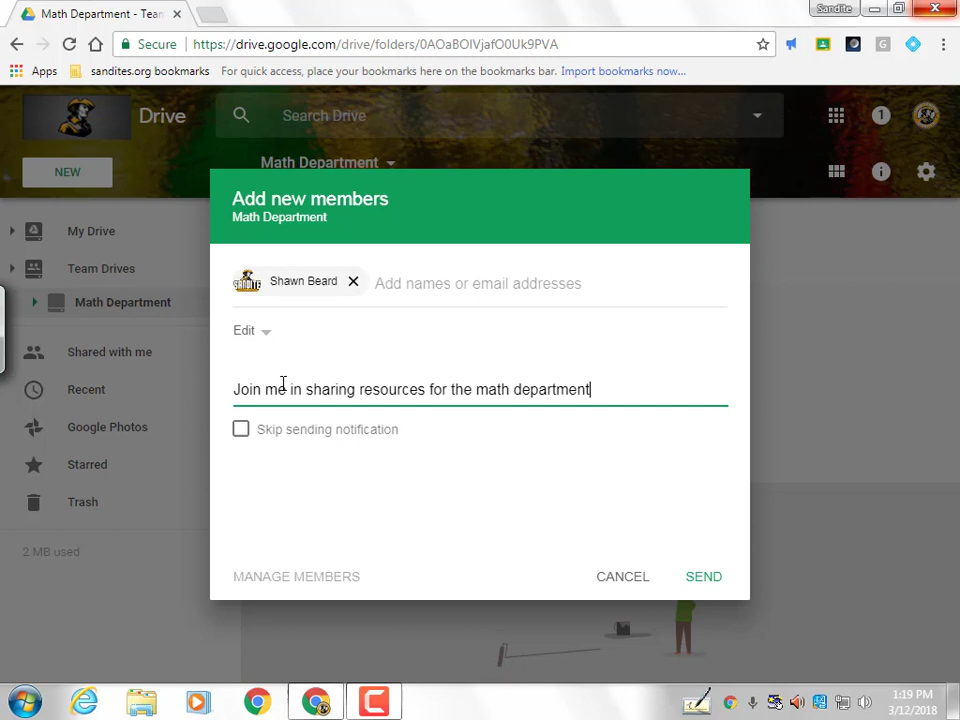 Math Department - Team
Sandite
Secure
https://drive.google.com/drive/folders/0AOaBOlVjafO0Uk9PVA
Apps
sandites.org bookmarks
For quick access, place your bookmarks here on the bookmarks bar.
Import bookmarks now...
Drive
Search Drive
1
NEW
Math Department
Add new members
Math Department
My Drive
Team Drives
Math Department
Shared with me
Recent
Google Photos
Starred
Trash
2 MB used
SANDITE
Shawn Beard
Add names or email addresses
Edit
Join me in sharing resources for the math department
Skip sending notification
MANAGE MEMBERS
CANCEL
SEND
1:19 PM
3/12/2018